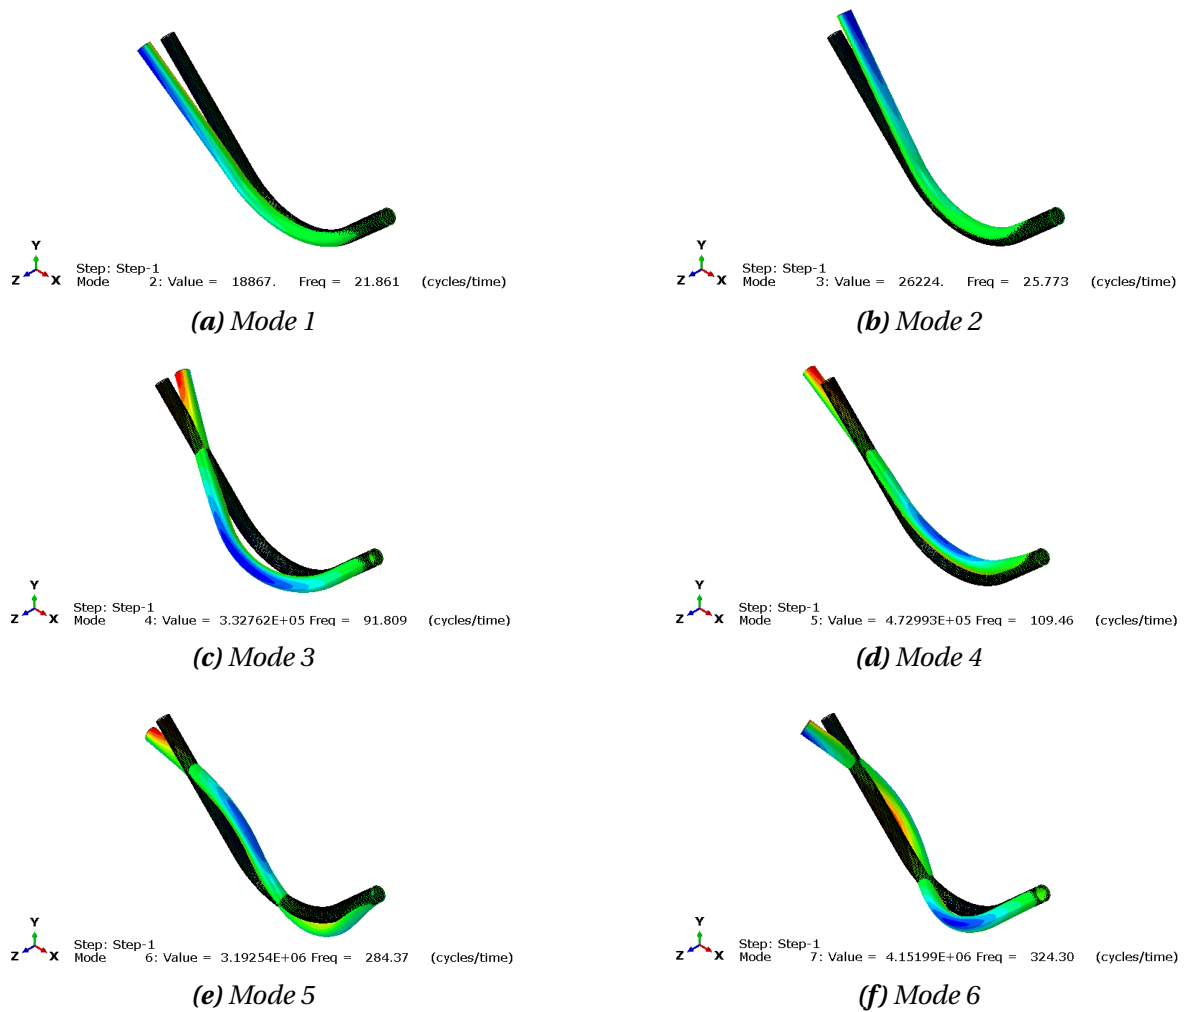 Y
Z X
Step: Step-1
Mode 2: Value = 18867. Freq = 21.861 (cycles/time)
(a) Mode 1
Y
Z X
Step: Step-1
Mode 3: Value = 26224. Freq = 25.773 (cycles/time)
(b) Mode 2
Y
Z X
Step: Step-1
Mode 4: Value = 3.32762E+05 Freq = 91.809 (cycles/time)
(c) Mode 3
Y
Z X
Step: Step-1
Mode 5: Value = 4.72993E+05 Freq = 109.46 (cycles/time)
(d) Mode 4
Y
Z X
Step: Step-1
Mode 6: Value = 3.19254E+06 Freq = 284.37 (cycles/time)
(e) Mode 5
Y
Z X
Step: Step-1
Mode 7: Value = 4.15199E+06 Freq = 324.30 (cycles/time)
(f) Mode 6